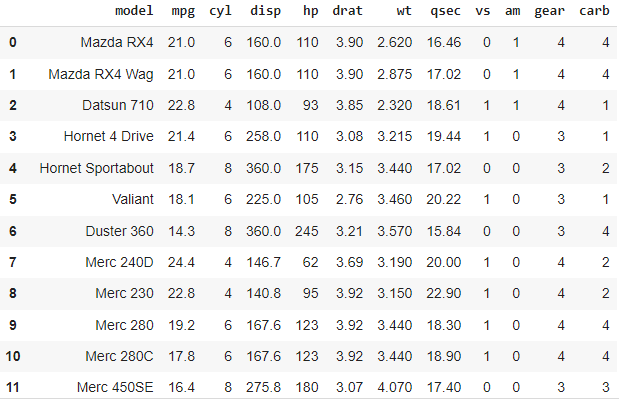 model mpg cyl disp hp drat wt qsec vs am gear carb
0 Mazda RX4 21.0 6 160.0 110 3.90 2.620 16.46 0 1 4 4
1 Mazda RX4 Wag 21.0 6 160.0 110 3.90 2.875 17.02 0 1 4 4
2 Datsun 710 22.8 4 108.0 93 3.85 2.320 18.61 1 1 4 1
3 Hornet 4 Drive 21.4 6 258.0 110 3.08 3.215 19.44 1 0 3 1
4 Hornet Sportabout 18.7 8 360.0 175 3.15 3.440 17.02 0 0 3 2
5 Valiant 18.1 6 225.0 105 2.76 3.460 20.22 1 0 3 1
6 Duster 360 14.3 8 360.0 245 3.21 3.570 15.84 0 0 3 4
7 Merc 240D 24.4 4 146.7 62 3.69 3.190 20.00 1 0 4 2
8 Merc 230 22.8 4 140.8 95 3.92 3.150 22.90 1 0 4 2
9 Merc 280 19.2 6 167.6 123 3.92 3.440 18.30 1 0 4 4
10 Merc 280C 17.8 6 167.6 123 3.92 3.440 18.90 1 0 4 4
11 Merc 450SE 16.4 8 275.8 180 3.07 4.070 17.40 0 0 3 3